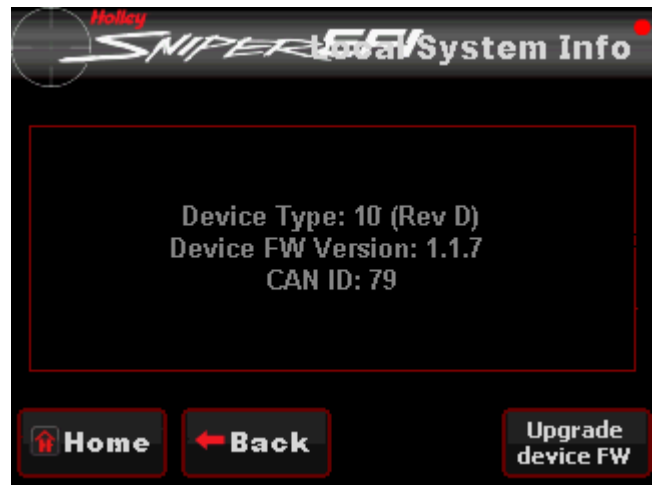 Holley
SNIPER EFI
Local System Info
Device Type: 10 (Rev D)
Device FW Version: 1.1.7
CAN ID: 79
Home
Back
Upgrade
device FW